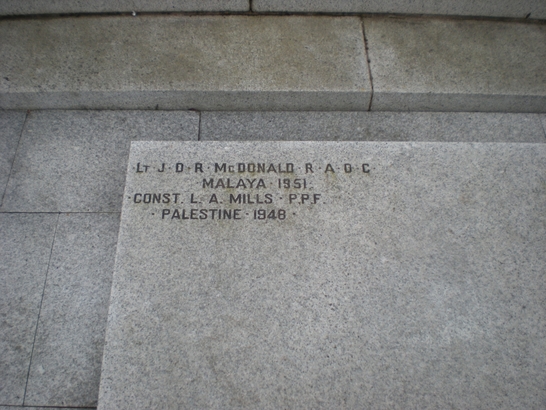 ·LT·J·D·R·McDONALD·R·A·O·C·
MALAYA·1951·
·CONST. L. A. MILLS·P.P.F.
·PALESTINE·1948·